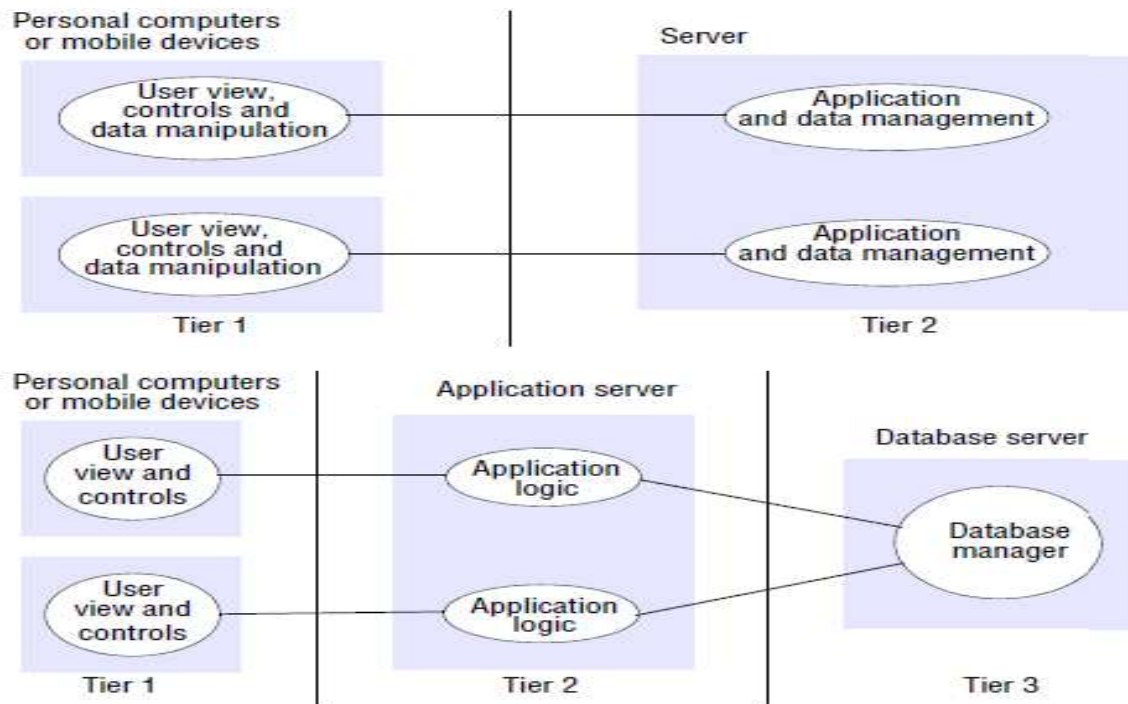 Personal computers
or mobile devices
Server
User view,
controls and
data manipulation
Application
and data management
User view,
controls and
data manipulation
Application
and data management
Tier 1
Tier 2
Personal computers
or mobile devices
Application server
Database server
User
view and
controls
Application
logic
Database
manager
User
view and
controls
Application
logic
Tier 1
Tier 2
Tier 3